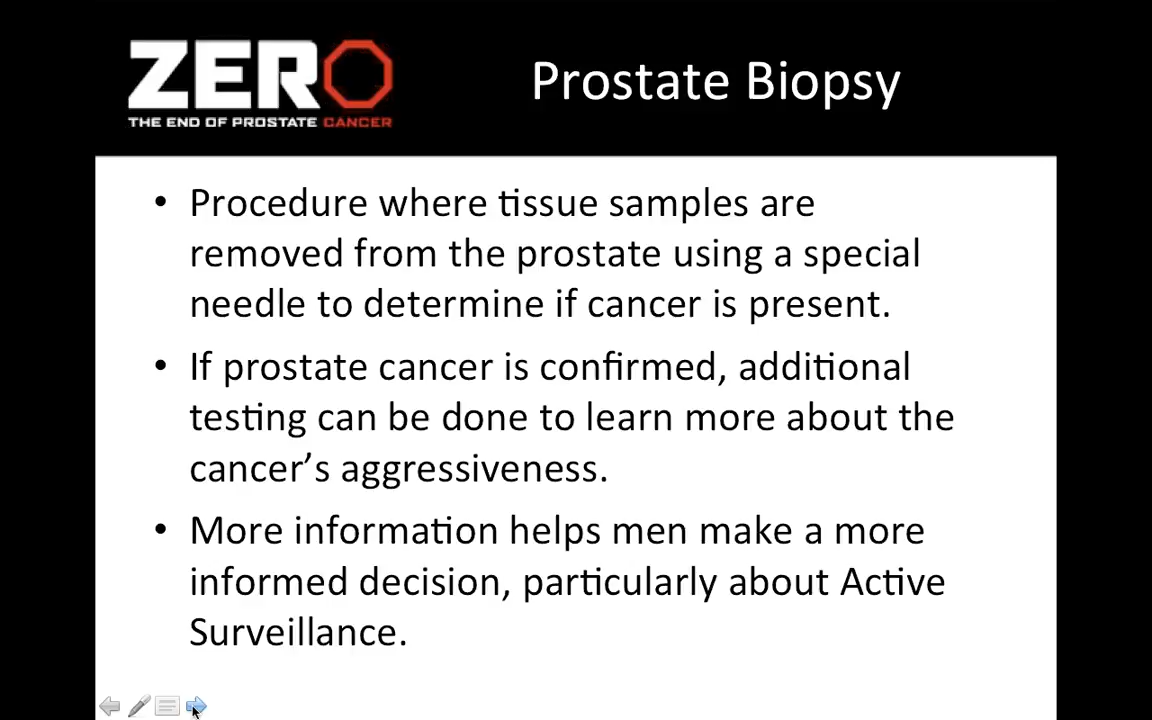 ZERO
THE END OF PROSTATE CANCER
Prostate Biopsy
• Procedure where tissue samples are
removed from the prostate using a special
needle to determine if cancer is present.
• If prostate cancer is confirmed, additional
testing can be done to learn more about the
cancer’s aggressiveness.
• More information helps men make a more
informed decision, particularly about Active
Surveillance.